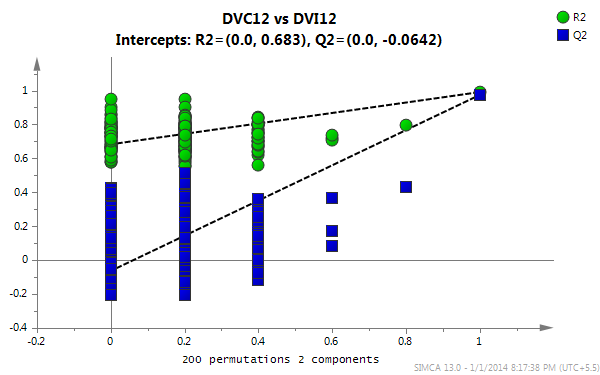 DVC12 vs DVI12
Intercepts: R2=(0.0, 0.683), Q2=(0.0, -0.0642)
R2
Q2
1
0.8
0.6
0.4
0.2
0
-0.2
-0.4
-0.2 0 0.2 0.4 0.6 0.8 1
200 permutations 2 components
SIMCA 13.0 - 1/1/2014 8:17:38 PM (UTC+5.5)